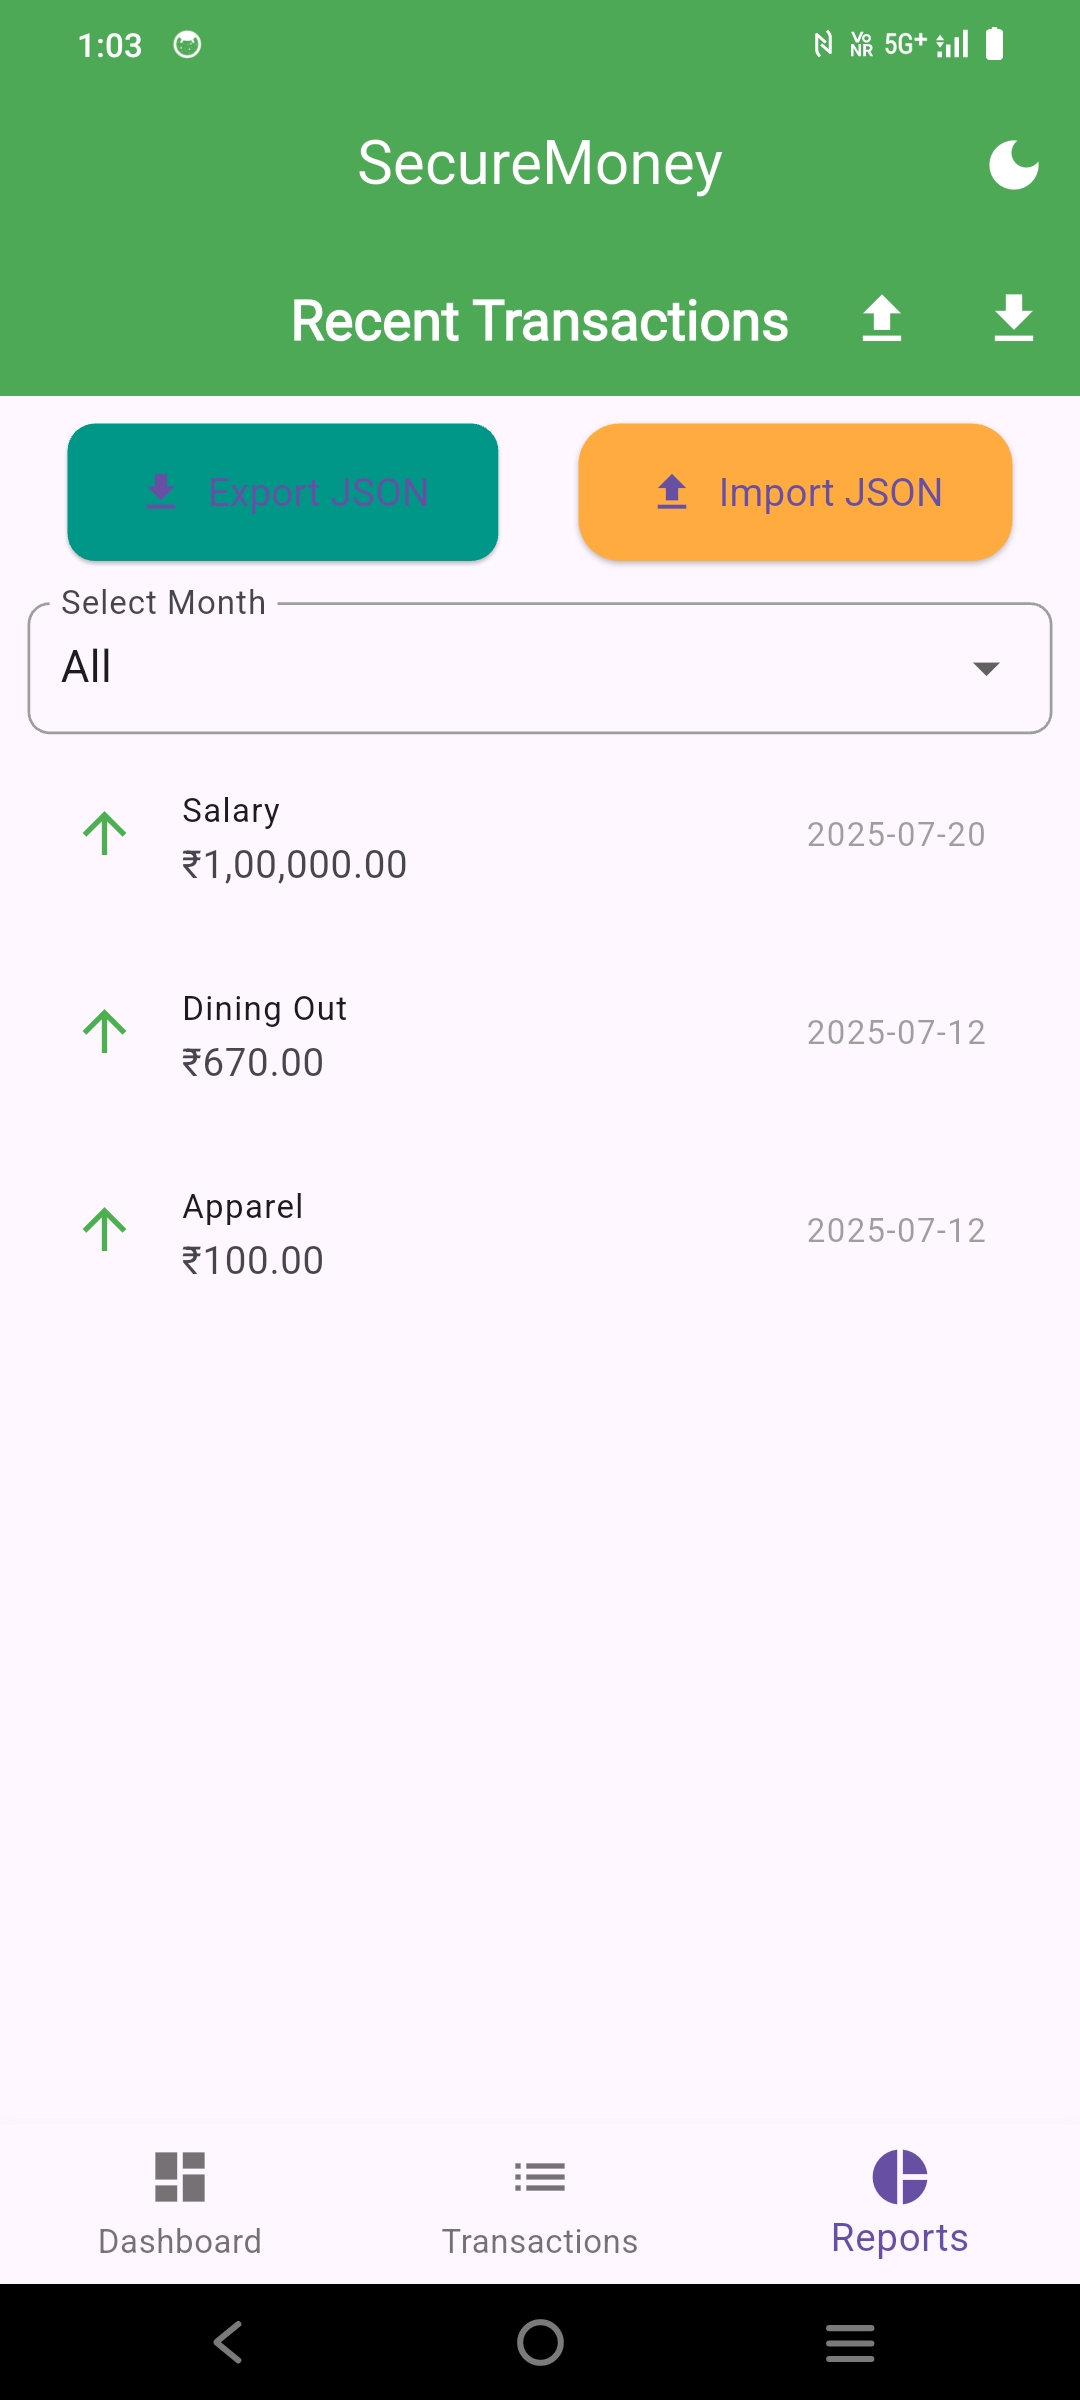 1:03
Vo
NR
5G+
SecureMoney
Recent Transactions
Export JSON
Import JSON
Select Month
All
Salary
₹1,00,000.00
2025-07-20
Dining Out
₹670.00
2025-07-12
Apparel
₹100.00
2025-07-12
Dashboard
Transactions
Reports